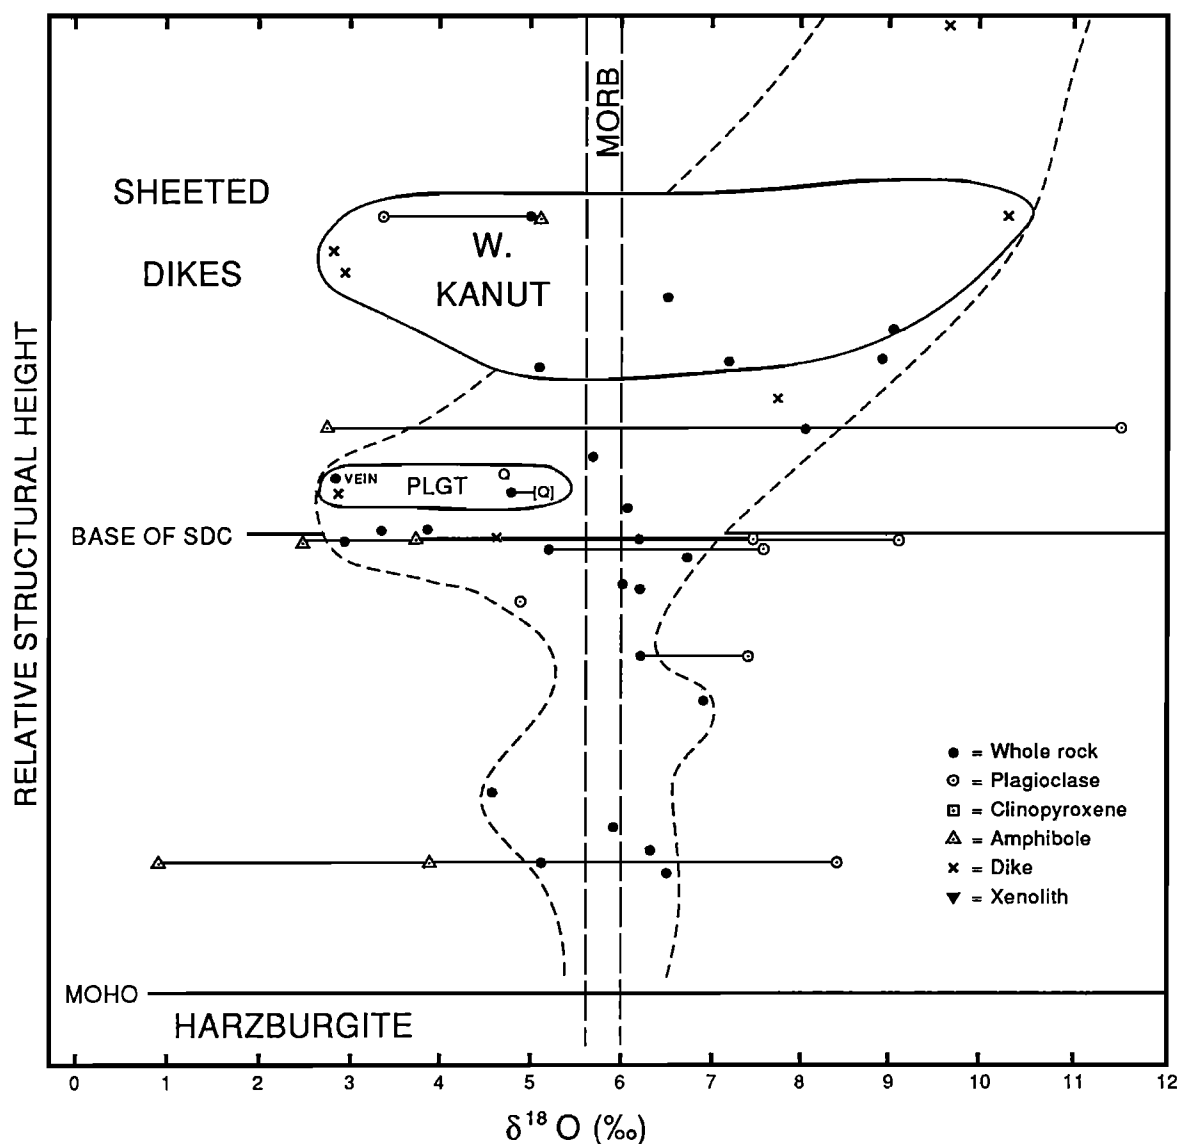 MORB
SHEETED
DIKES
W.
KANUT
VEIN
PLGT
Q
[Q]
BASE OF SDC
RELATIVE STRUCTURAL HEIGHT
= Whole rock
= Plagioclase
= Clinopyroxene
= Amphibole
= Dike
= Xenolith
MOHO
HARZBURGITE
0 1 2 3 4 5 6 7 8 9 10 11 12
δ¹⁸O (‰)